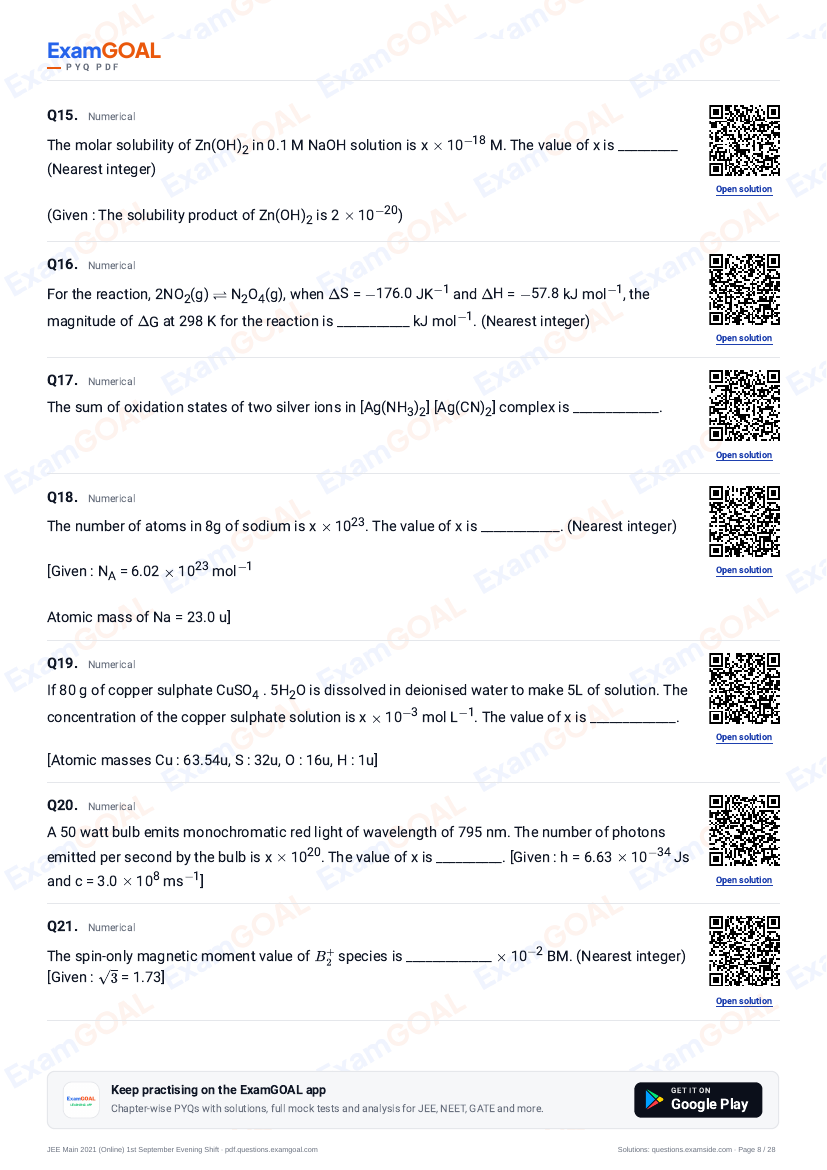 ExamGOAL
PYQ PDF
Q15. Numerical
The molar solubility of Zn(OH)₂ in 0.1 M NaOH solution is x × 10⁻¹⁸ M. The value of x is _________
(Nearest integer)
(Given : The solubility product of Zn(OH)₂ is 2 × 10⁻²⁰)
Open solution
Q16. Numerical
For the reaction, 2NO₂(g) ⇌ N₂O₄(g), when ΔS = −176.0 JK⁻¹ and ΔH = −57.8 kJ mol⁻¹, the
magnitude of ΔG at 298 K for the reaction is ___________ kJ mol⁻¹. (Nearest integer)
Open solution
Q17. Numerical
The sum of oxidation states of two silver ions in [Ag(NH₃)₂] [Ag(CN)₂] complex is _____________.
Open solution
Q18. Numerical
The number of atoms in 8g of sodium is x × 10²³. The value of x is ____________. (Nearest integer)
[Given : N_A = 6.02 × 10²³ mol⁻¹
Atomic mass of Na = 23.0 u]
Open solution
Q19. Numerical
If 80 g of copper sulphate CuSO₄ . 5H₂O is dissolved in deionised water to make 5L of solution. The
concentration of the copper sulphate solution is x × 10⁻³ mol L⁻¹. The value of x is _____________.
[Atomic masses Cu : 63.54u, S : 32u, O : 16u, H : 1u]
Open solution
Q20. Numerical
A 50 watt bulb emits monochromatic red light of wavelength of 795 nm. The number of photons
emitted per second by the bulb is x × 10²⁰. The value of x is __________. [Given : h = 6.63 × 10⁻³⁴ Js
and c = 3.0 × 10⁸ ms⁻¹]
Open solution
Q21. Numerical
The spin-only magnetic moment value of B₂⁺ species is _____________ × 10⁻² BM. (Nearest integer)
[Given : √3 = 1.73]
Open solution
Keep practising on the ExamGOAL app
Chapter-wise PYQs with solutions, full mock tests and analysis for JEE, NEET, GATE and more.
GET IT ON
Google Play
JEE Main 2021 (Online) 1st September Evening Shift · pdf.questions.examgoal.com
Solutions: questions.examside.com · Page 8 / 28